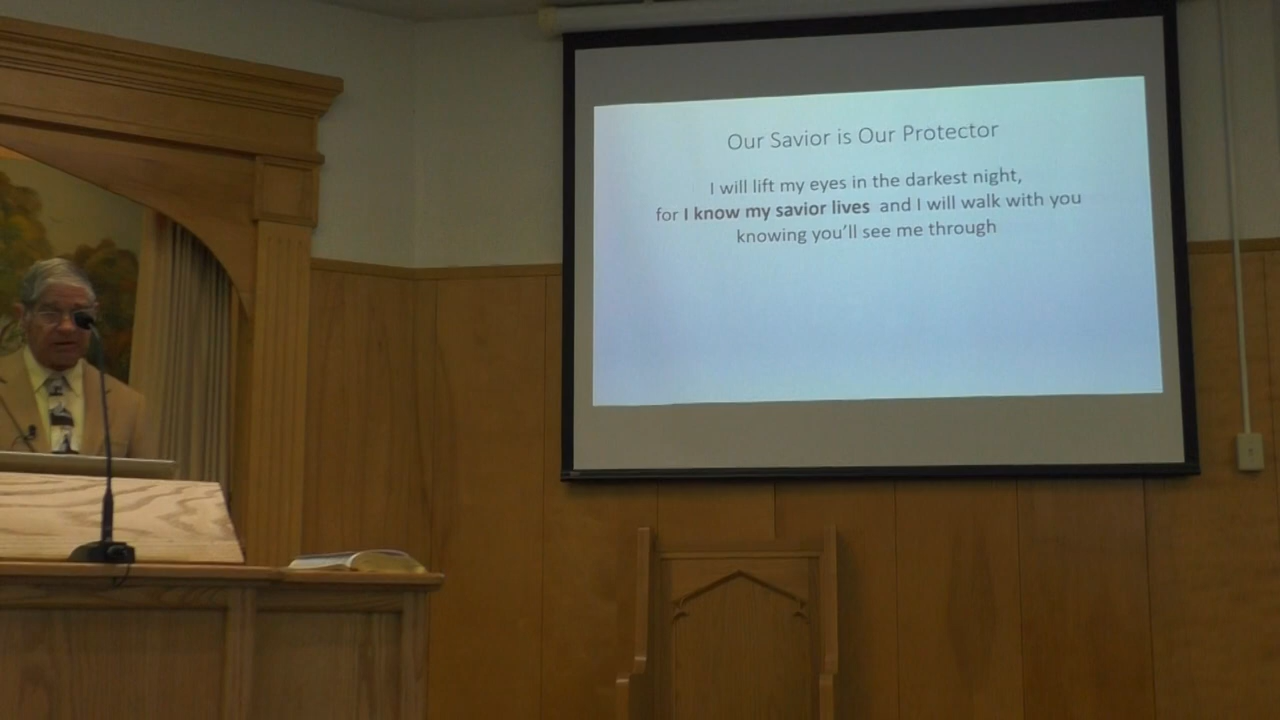 Our Savior is Our Protector
I will lift my eyes in the darkest night,
for I know my savior lives and I will walk with you
knowing you'll see me through